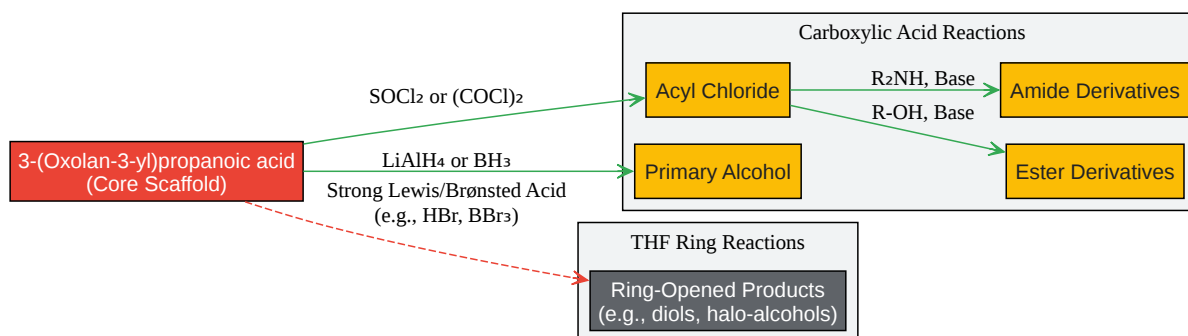 Carboxylic Acid Reactions
SOCl₂ or (COCl)₂
Acyl Chloride
R₂NH, Base
Amide Derivatives
R-OH, Base
3-(Oxolan-3-yl)propanoic acid
(Core Scaffold)
LiAlH₄ or BH₃
Primary Alcohol
Ester Derivatives
Strong Lewis/Brønsted Acid
(e.g., HBr, BBr₃)
THF Ring Reactions
Ring-Opened Products
(e.g., diols, halo-alcohols)